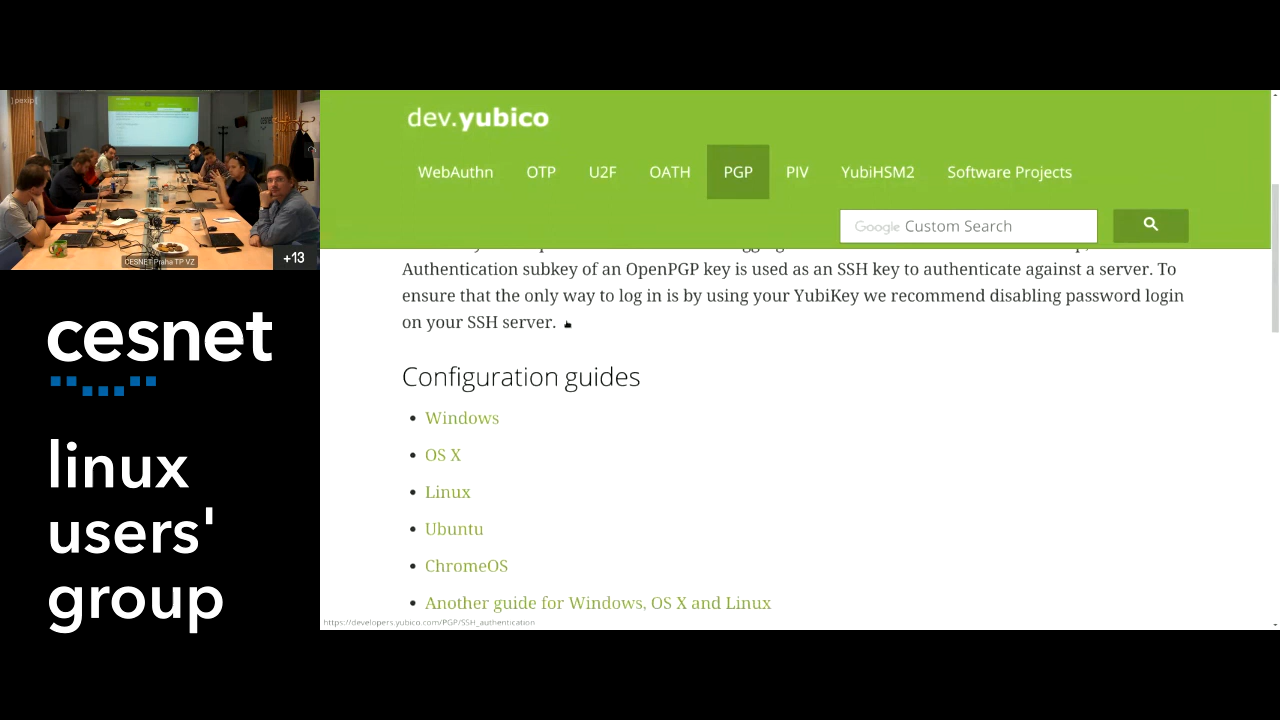 ]pexip[
CESNET Praha TP VZ
+13
cesnet
linux
users'
group
dev.yubico
WebAuthn OTP U2F OATH PGP PIV YubiHSM2 Software Projects
Google Custom Search
Authentication subkey of an OpenPGP key is used as an SSH key to authenticate against a server. To
ensure that the only way to log in is by using your YubiKey we recommend disabling password login
on your SSH server.
Configuration guides
• Windows
• OS X
• Linux
• Ubuntu
• ChromeOS
• Another guide for Windows, OS X and Linux
https://developers.yubico.com/PGP/SSH_authentication